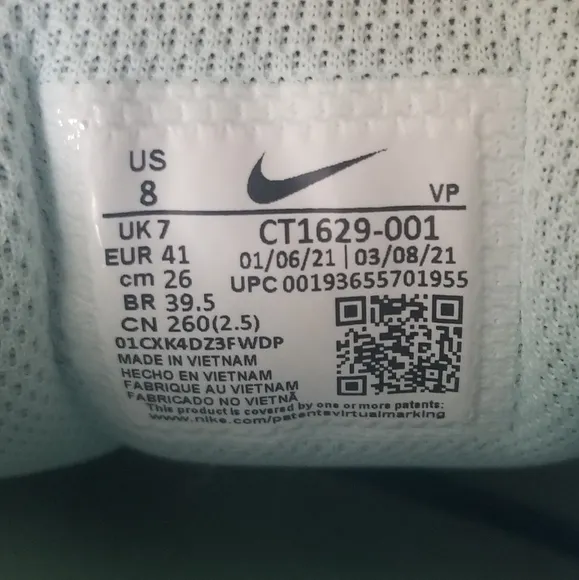 US
8
VP
UK 7
EUR 41
cm 26
BR 39.5
CN 260(2.5)
CT1629-001
01/06/21 | 03/08/21
UPC 00193655701955
01CXK4DZ3FWDP
MADE IN VIETNAM
HECHO EN VIETNAM
FABRIQUE AU VIETNAM
FABRICADO NO VIETNÃ
This product is covered by one or more patents:
www.nike.com/patentsvirtualmarking